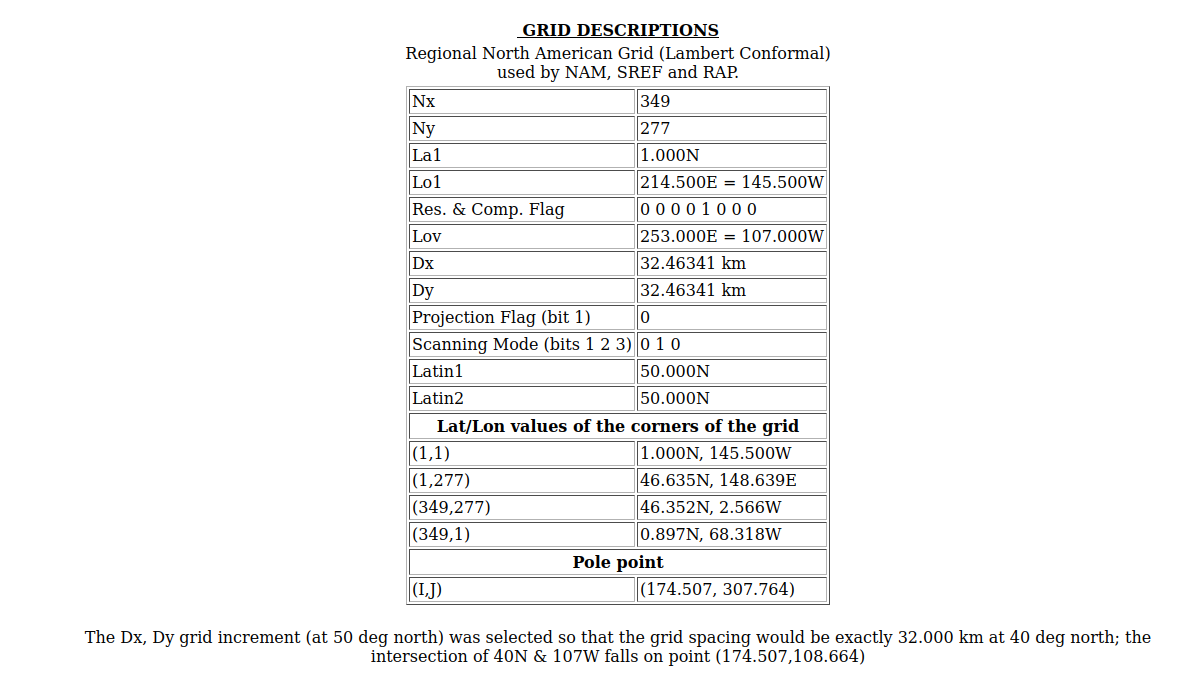 GRID DESCRIPTIONS
Regional North American Grid (Lambert Conformal)
used by NAM, SREF and RAP.
Nx 349
Ny 277
La1 1.000N
Lo1 214.500E = 145.500W
Res. & Comp. Flag 0 0 0 0 1 0 0 0
Lov 253.000E = 107.000W
Dx 32.46341 km
Dy 32.46341 km
Projection Flag (bit 1) 0
Scanning Mode (bits 1 2 3) 0 1 0
Latin1 50.000N
Latin2 50.000N
Lat/Lon values of the corners of the grid
(1,1) 1.000N, 145.500W
(1,277) 46.635N, 148.639E
(349,277) 46.352N, 2.566W
(349,1) 0.897N, 68.318W
Pole point
(I,J) (174.507, 307.764)
The Dx, Dy grid increment (at 50 deg north) was selected so that the grid spacing would be exactly 32.000 km at 40 deg north; the
intersection of 40N & 107W falls on point (174.507,108.664)